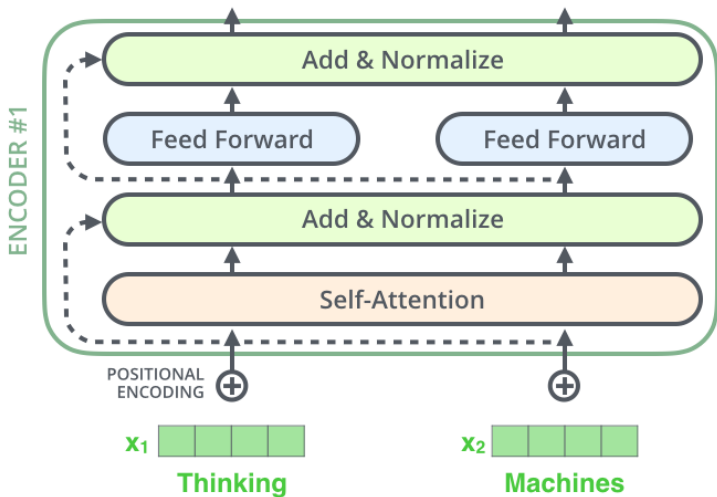 ENCODER #1
Add & Normalize
Feed Forward
Feed Forward
Add & Normalize
Self-Attention
POSITIONAL
ENCODING
x1
x2
Thinking
Machines